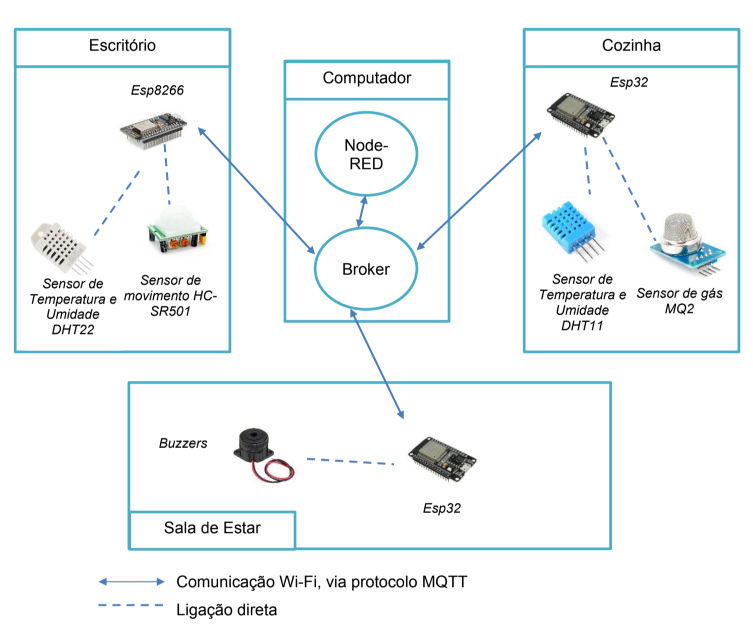 Escritório
Esp8266
Sensor de
Temperatura e
Umidade
DHT22
Sensor de
movimento HC-
SR501
Computador
Node-
RED
Broker
Cozinha
Esp32
Sensor de
Temperatura e
Umidade
DHT11
Sensor de gás
MQ2
Buzzers
Esp32
Sala de Estar
Comunicação Wi-Fi, via protocolo MQTT
Ligação direta